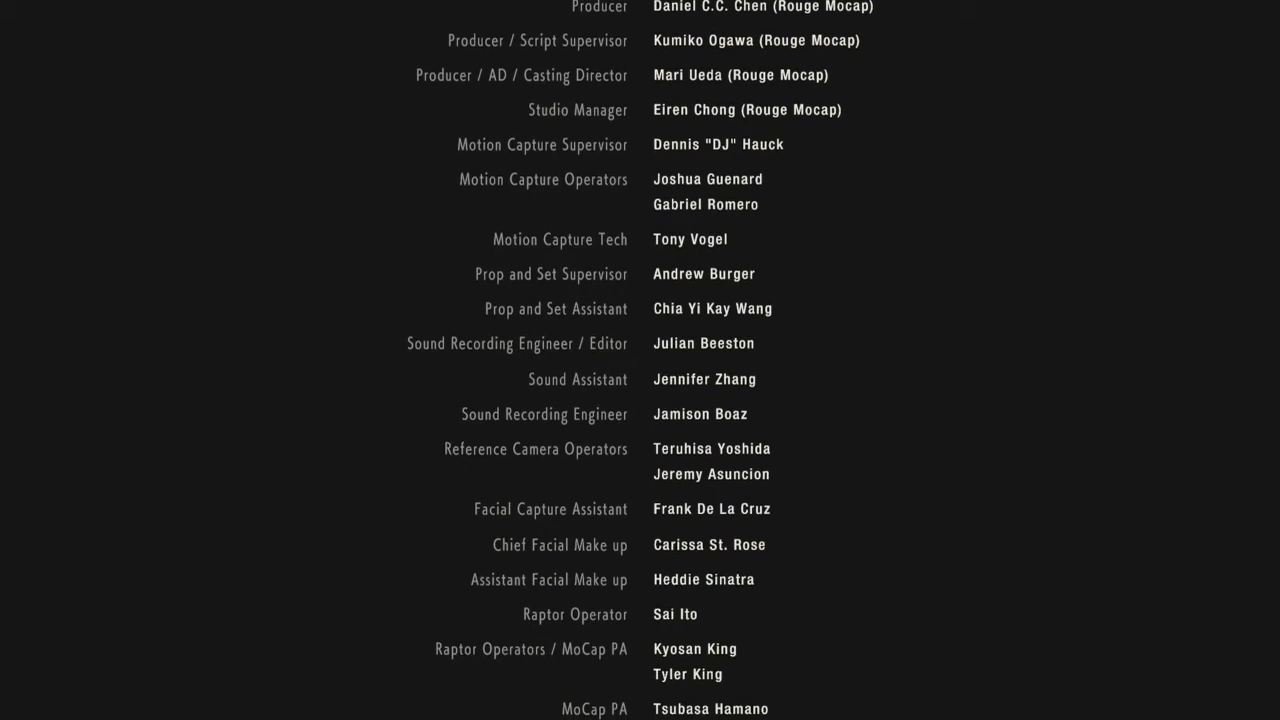 Producer Daniel C.C. Chen (Rouge Mocap)
Producer / Script Supervisor Kumiko Ogawa (Rouge Mocap)
Producer / AD / Casting Director Mari Ueda (Rouge Mocap)
Studio Manager Eiren Chong (Rouge Mocap)
Motion Capture Supervisor Dennis "DJ" Hauck
Motion Capture Operators Joshua Guenard
Gabriel Romero
Motion Capture Tech Tony Vogel
Prop and Set Supervisor Andrew Burger
Prop and Set Assistant Chia Yi Kay Wang
Sound Recording Engineer / Editor Julian Beeston
Sound Assistant Jennifer Zhang
Sound Recording Engineer Jamison Boaz
Reference Camera Operators Teruhisa Yoshida
Jeremy Asuncion
Facial Capture Assistant Frank De La Cruz
Chief Facial Make up Carissa St. Rose
Assistant Facial Make up Heddie Sinatra
Raptor Operator Sai Ito
Raptor Operators / MoCap PA Kyosan King
Tyler King
MoCap PA Tsubasa Hamano